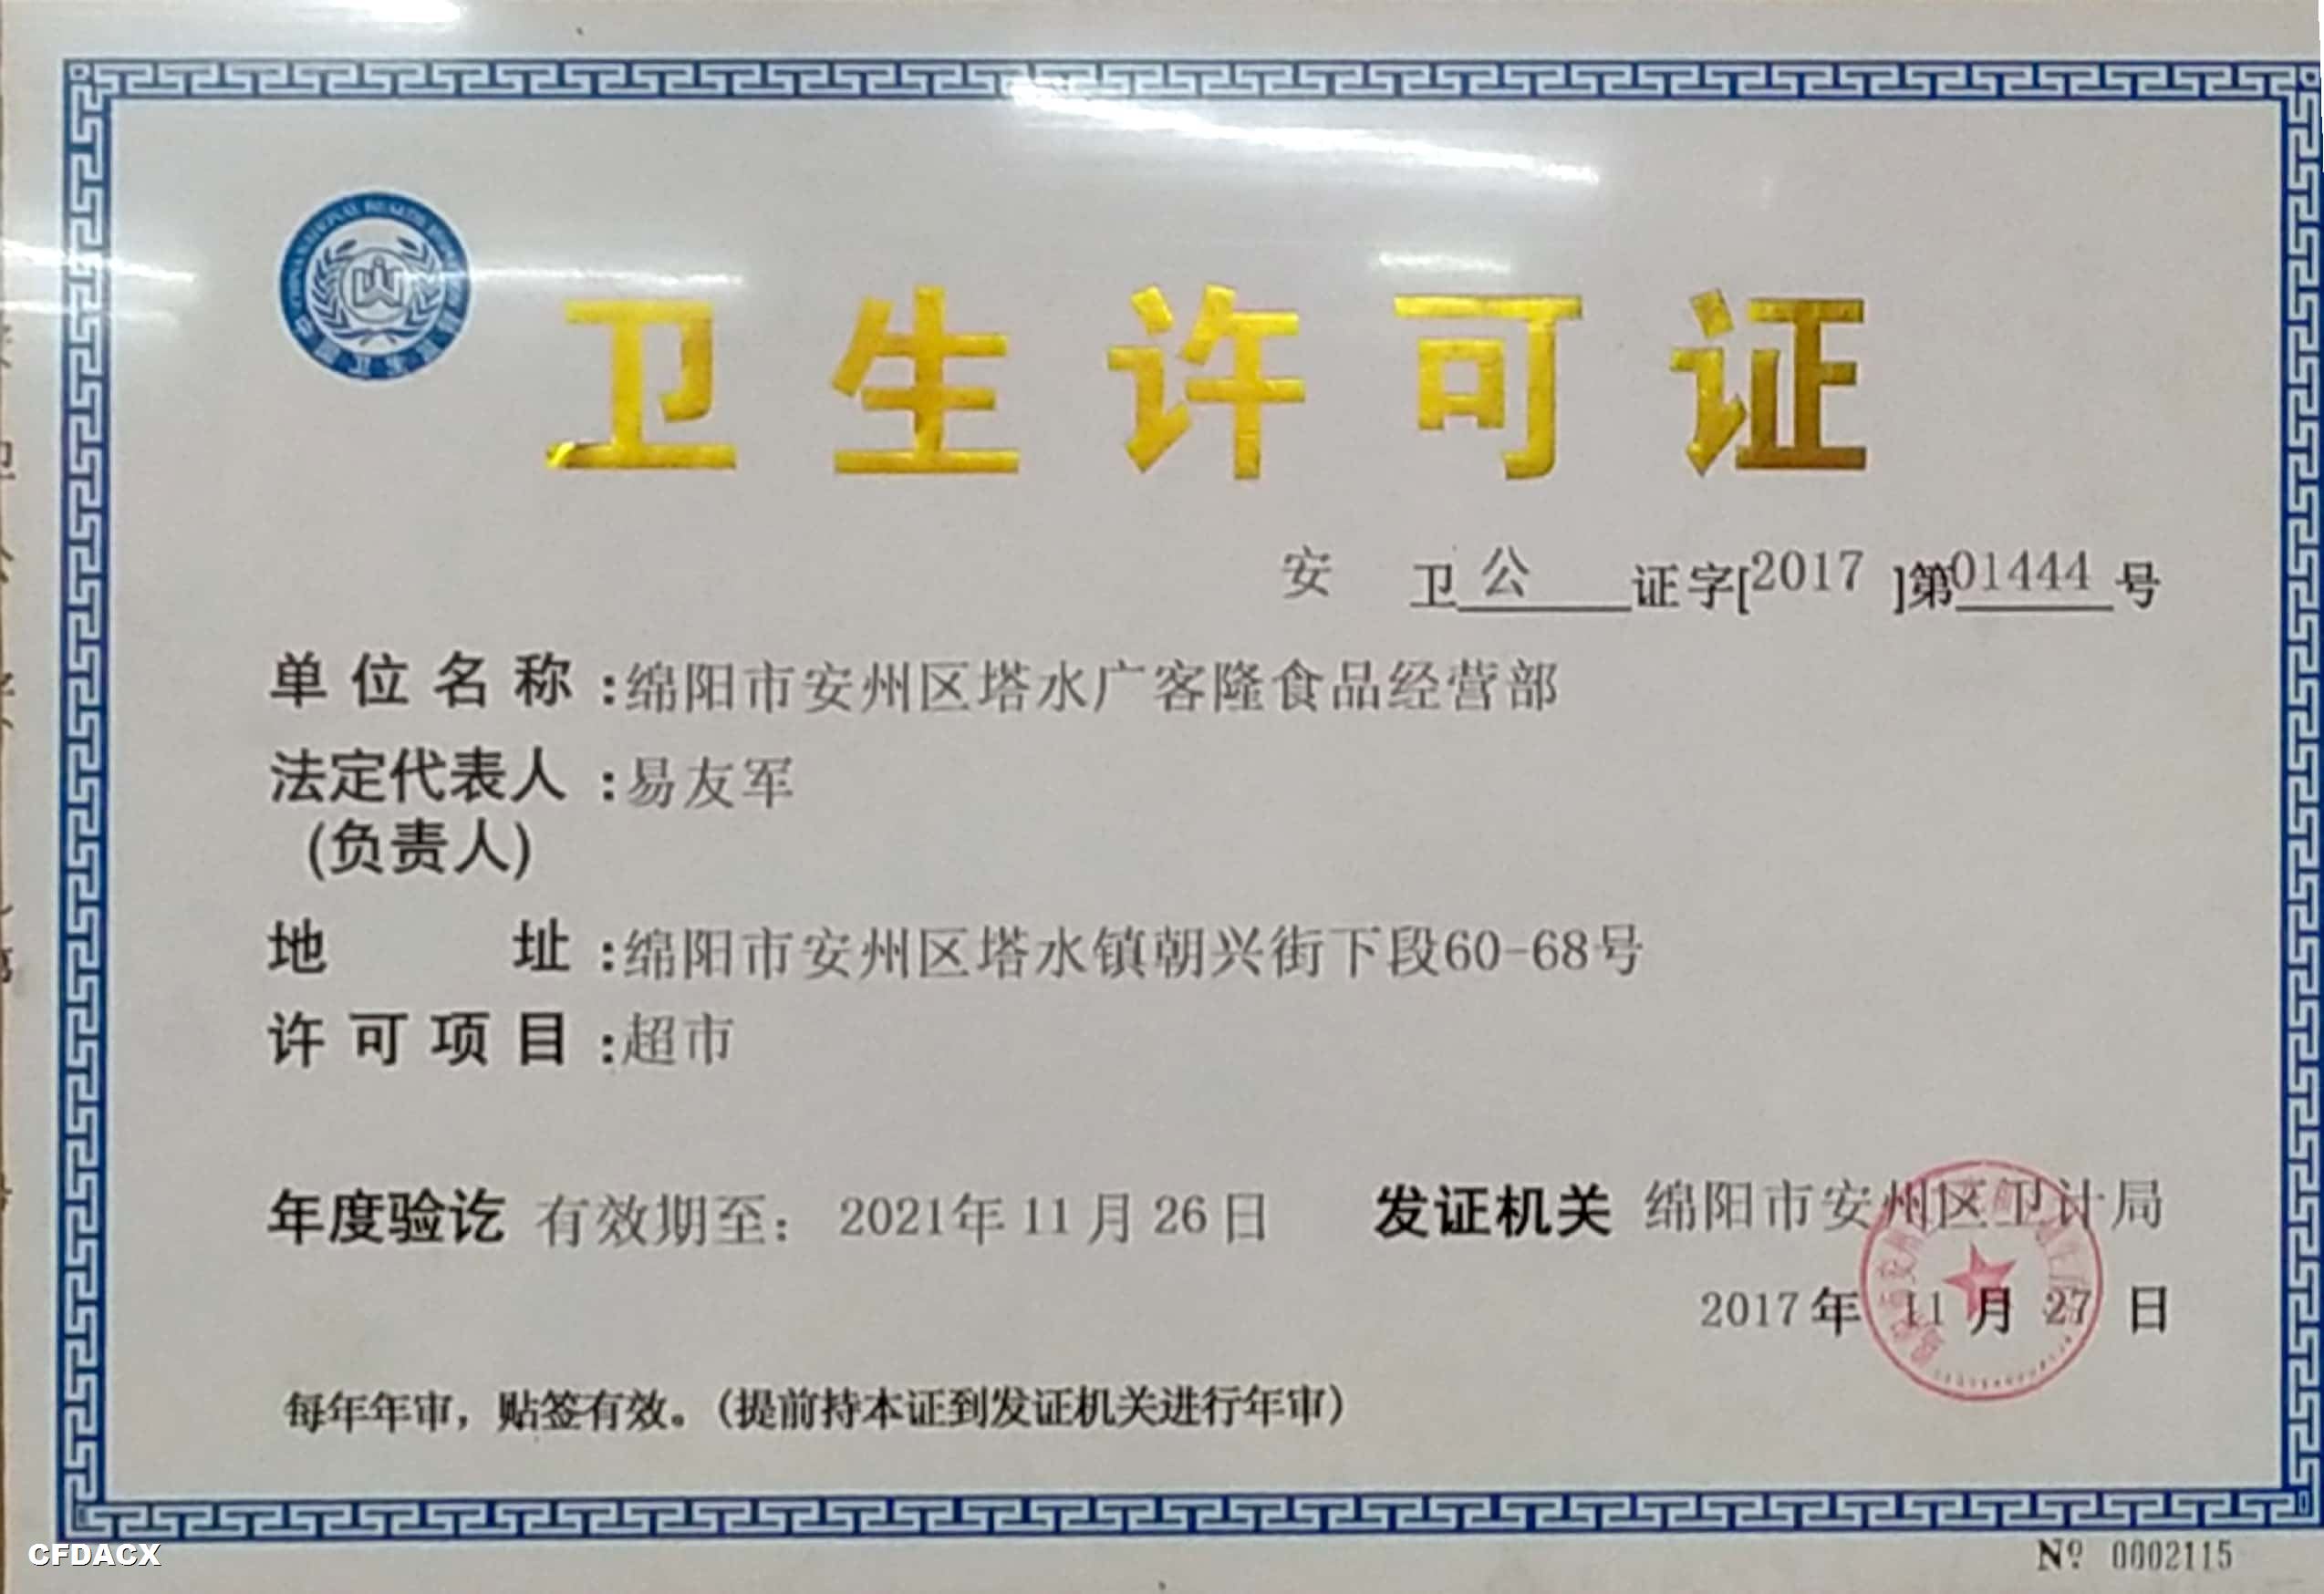 卫生许可证
安 卫 公 证字[2017]第01444号
单位名称:绵阳市安州区塔水广客隆食品经营部
法定代表人:易友军
(负责人)
地址:绵阳市安州区塔水镇朝兴街下段60-68号
许可项目:超市
年度验讫 有效期至: 2021年11月26日
发证机关 绵阳市安州区卫计局
2017年11月27日
每年年审，贴签有效。(提前持本证到发证机关进行年审)
CFDACX
Nº 0002115